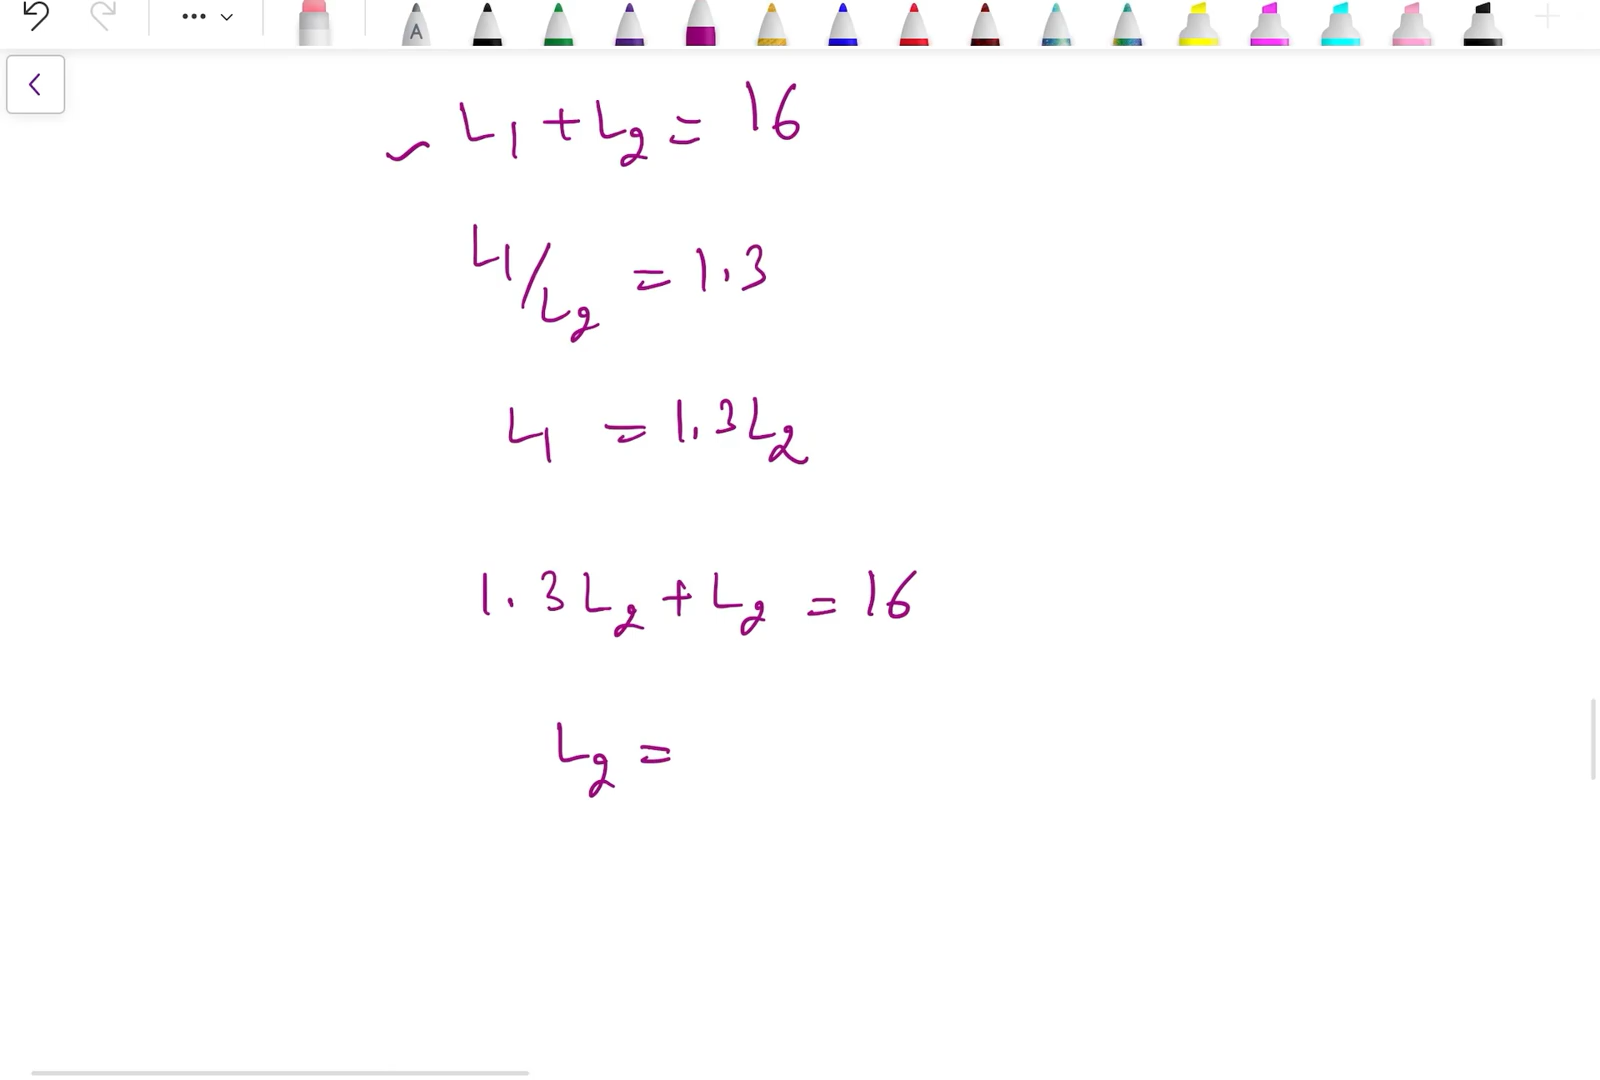 A
L₁ + L₂ = 16
L₁/L₂ = 1.3
L₁ = 1.3L₂
1.3L₂ + L₂ = 16
L₂ =